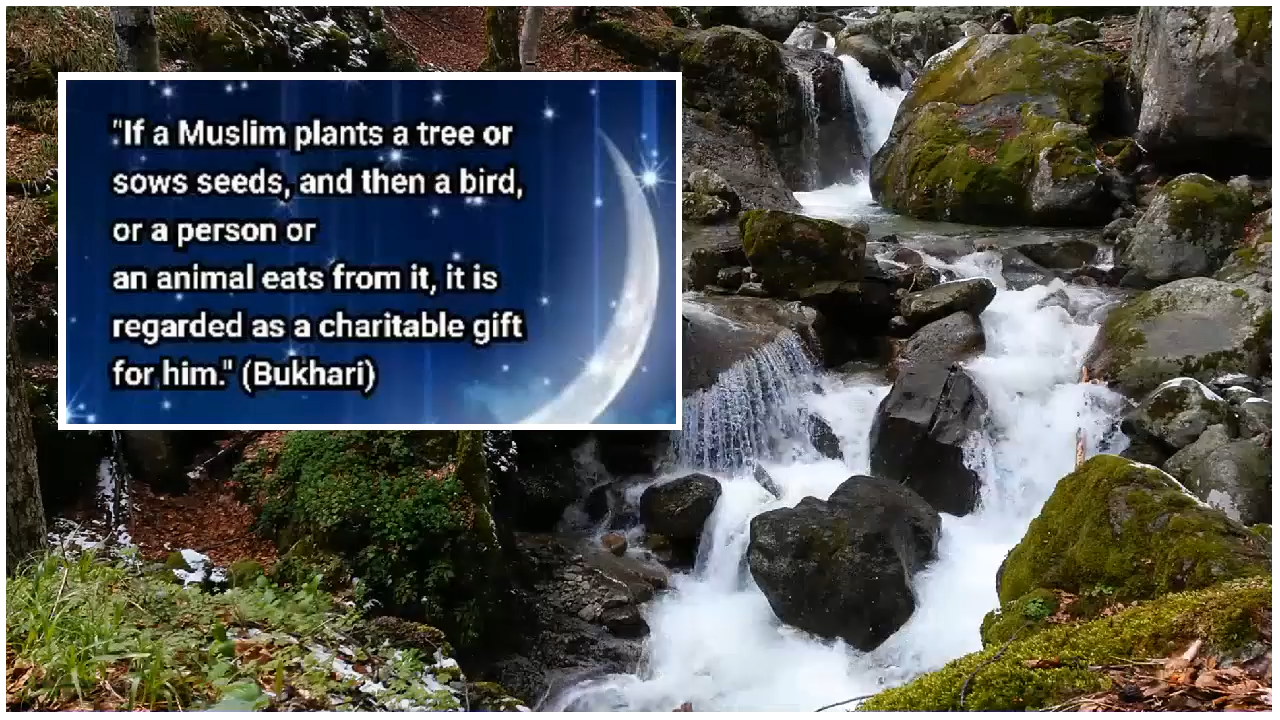 "If a Muslim plants a tree or
sows seeds, and then a bird,
or a person or
an animal eats from it, it is
regarded as a charitable gift
for him." (Bukhari)